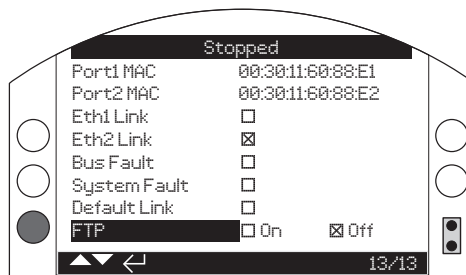 Stopped
Port1 MAC 00:30:11:60:88:E1
Port2 MAC 00:30:11:60:88:E2
Eth1 Link ☐
Eth2 Link ☒
Bus Fault ☐
System Fault ☐
Default Link ☐
FTP ☐ On ☒ Off
13/13